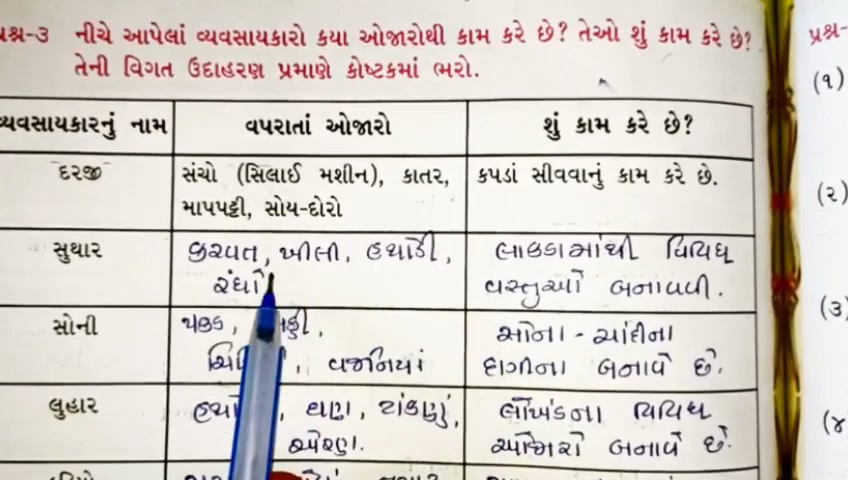 પ્રશ્ન-૩ નીચે આપેલાં વ્યવસાયકારો કયા ઓજારોથી કામ કરે છે? તેઓ શું કામ કરે છે?
તેની વિગત ઉદાહરણ પ્રમાણે કોષ્ટકમાં ભરો.
વ્યવસાયકારનું નામ વપરાતાં ઓજારો શું કામ કરે છે?
દરજી સંચો (સિલાઈ મશીન), કાતર, કપડાં સીવવાનું કામ કરે છે.
માપપટ્ટી, સોય-દોરો
સુથાર કરવત, ખીલી, હથોડી, લાકડામાંથી વિવિધ
રંધો વસ્તુઓ બનાવવી.
સોની પક્કડ, સોના-ચાંદીના
વજનિયાં દાગીના બનાવે છે.
લુહાર ઘણ, ટાંકણું, લોખંડના વિવિધ
એરણ. ઓજારો બનાવે છે.
પ્રશ્ન-
(૧)
(૨)
(૩)
(૪